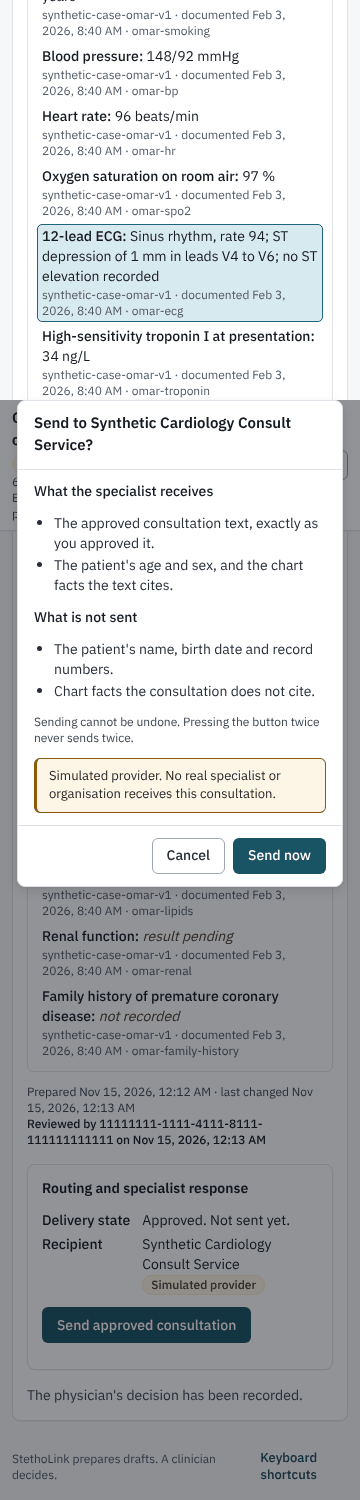 years
synthetic-case-omar-v1 · documented Feb 3,
2026, 8:40 AM · omar-smoking
Blood pressure: 148/92 mmHg
synthetic-case-omar-v1 · documented Feb 3,
2026, 8:40 AM · omar-bp
Heart rate: 96 beats/min
synthetic-case-omar-v1 · documented Feb 3,
2026, 8:40 AM · omar-hr
Oxygen saturation on room air: 97 %
synthetic-case-omar-v1 · documented Feb 3,
2026, 8:40 AM · omar-spo2
12-lead ECG: Sinus rhythm, rate 94; ST
depression of 1 mm in leads V4 to V6; no ST
elevation recorded
synthetic-case-omar-v1 · documented Feb 3,
2026, 8:40 AM · omar-ecg
High-sensitivity troponin I at presentation:
34 ng/L
synthetic-case-omar-v1 · documented Feb 3,
2026, 8:40 AM · omar-troponin
Send to Synthetic Cardiology Consult
Service?
What the specialist receives
• The approved consultation text, exactly as
you approved it.
• The patient's age and sex, and the chart
facts the text cites.
What is not sent
• The patient's name, birth date and record
numbers.
• Chart facts the consultation does not cite.
Sending cannot be undone. Pressing the button twice
never sends twice.
Simulated provider. No real specialist or
organisation receives this consultation.
Cancel Send now
synthetic-case-omar-v1 · documented Feb 3,
2026, 8:40 AM · omar-lipids
Renal function: result pending
synthetic-case-omar-v1 · documented Feb 3,
2026, 8:40 AM · omar-renal
Family history of premature coronary
disease: not recorded
synthetic-case-omar-v1 · documented Feb 3,
2026, 8:40 AM · omar-family-history
Prepared Nov 15, 2026, 12:12 AM · last changed Nov
15, 2026, 12:13 AM
Reviewed by 11111111-1111-4111-8111-
111111111111 on Nov 15, 2026, 12:13 AM
Routing and specialist response
Delivery state Approved. Not sent yet.
Recipient Synthetic Cardiology
Consult Service
Simulated provider
Send approved consultation
The physician's decision has been recorded.
StethoLink prepares drafts. A clinician
decides.
Keyboard
shortcuts